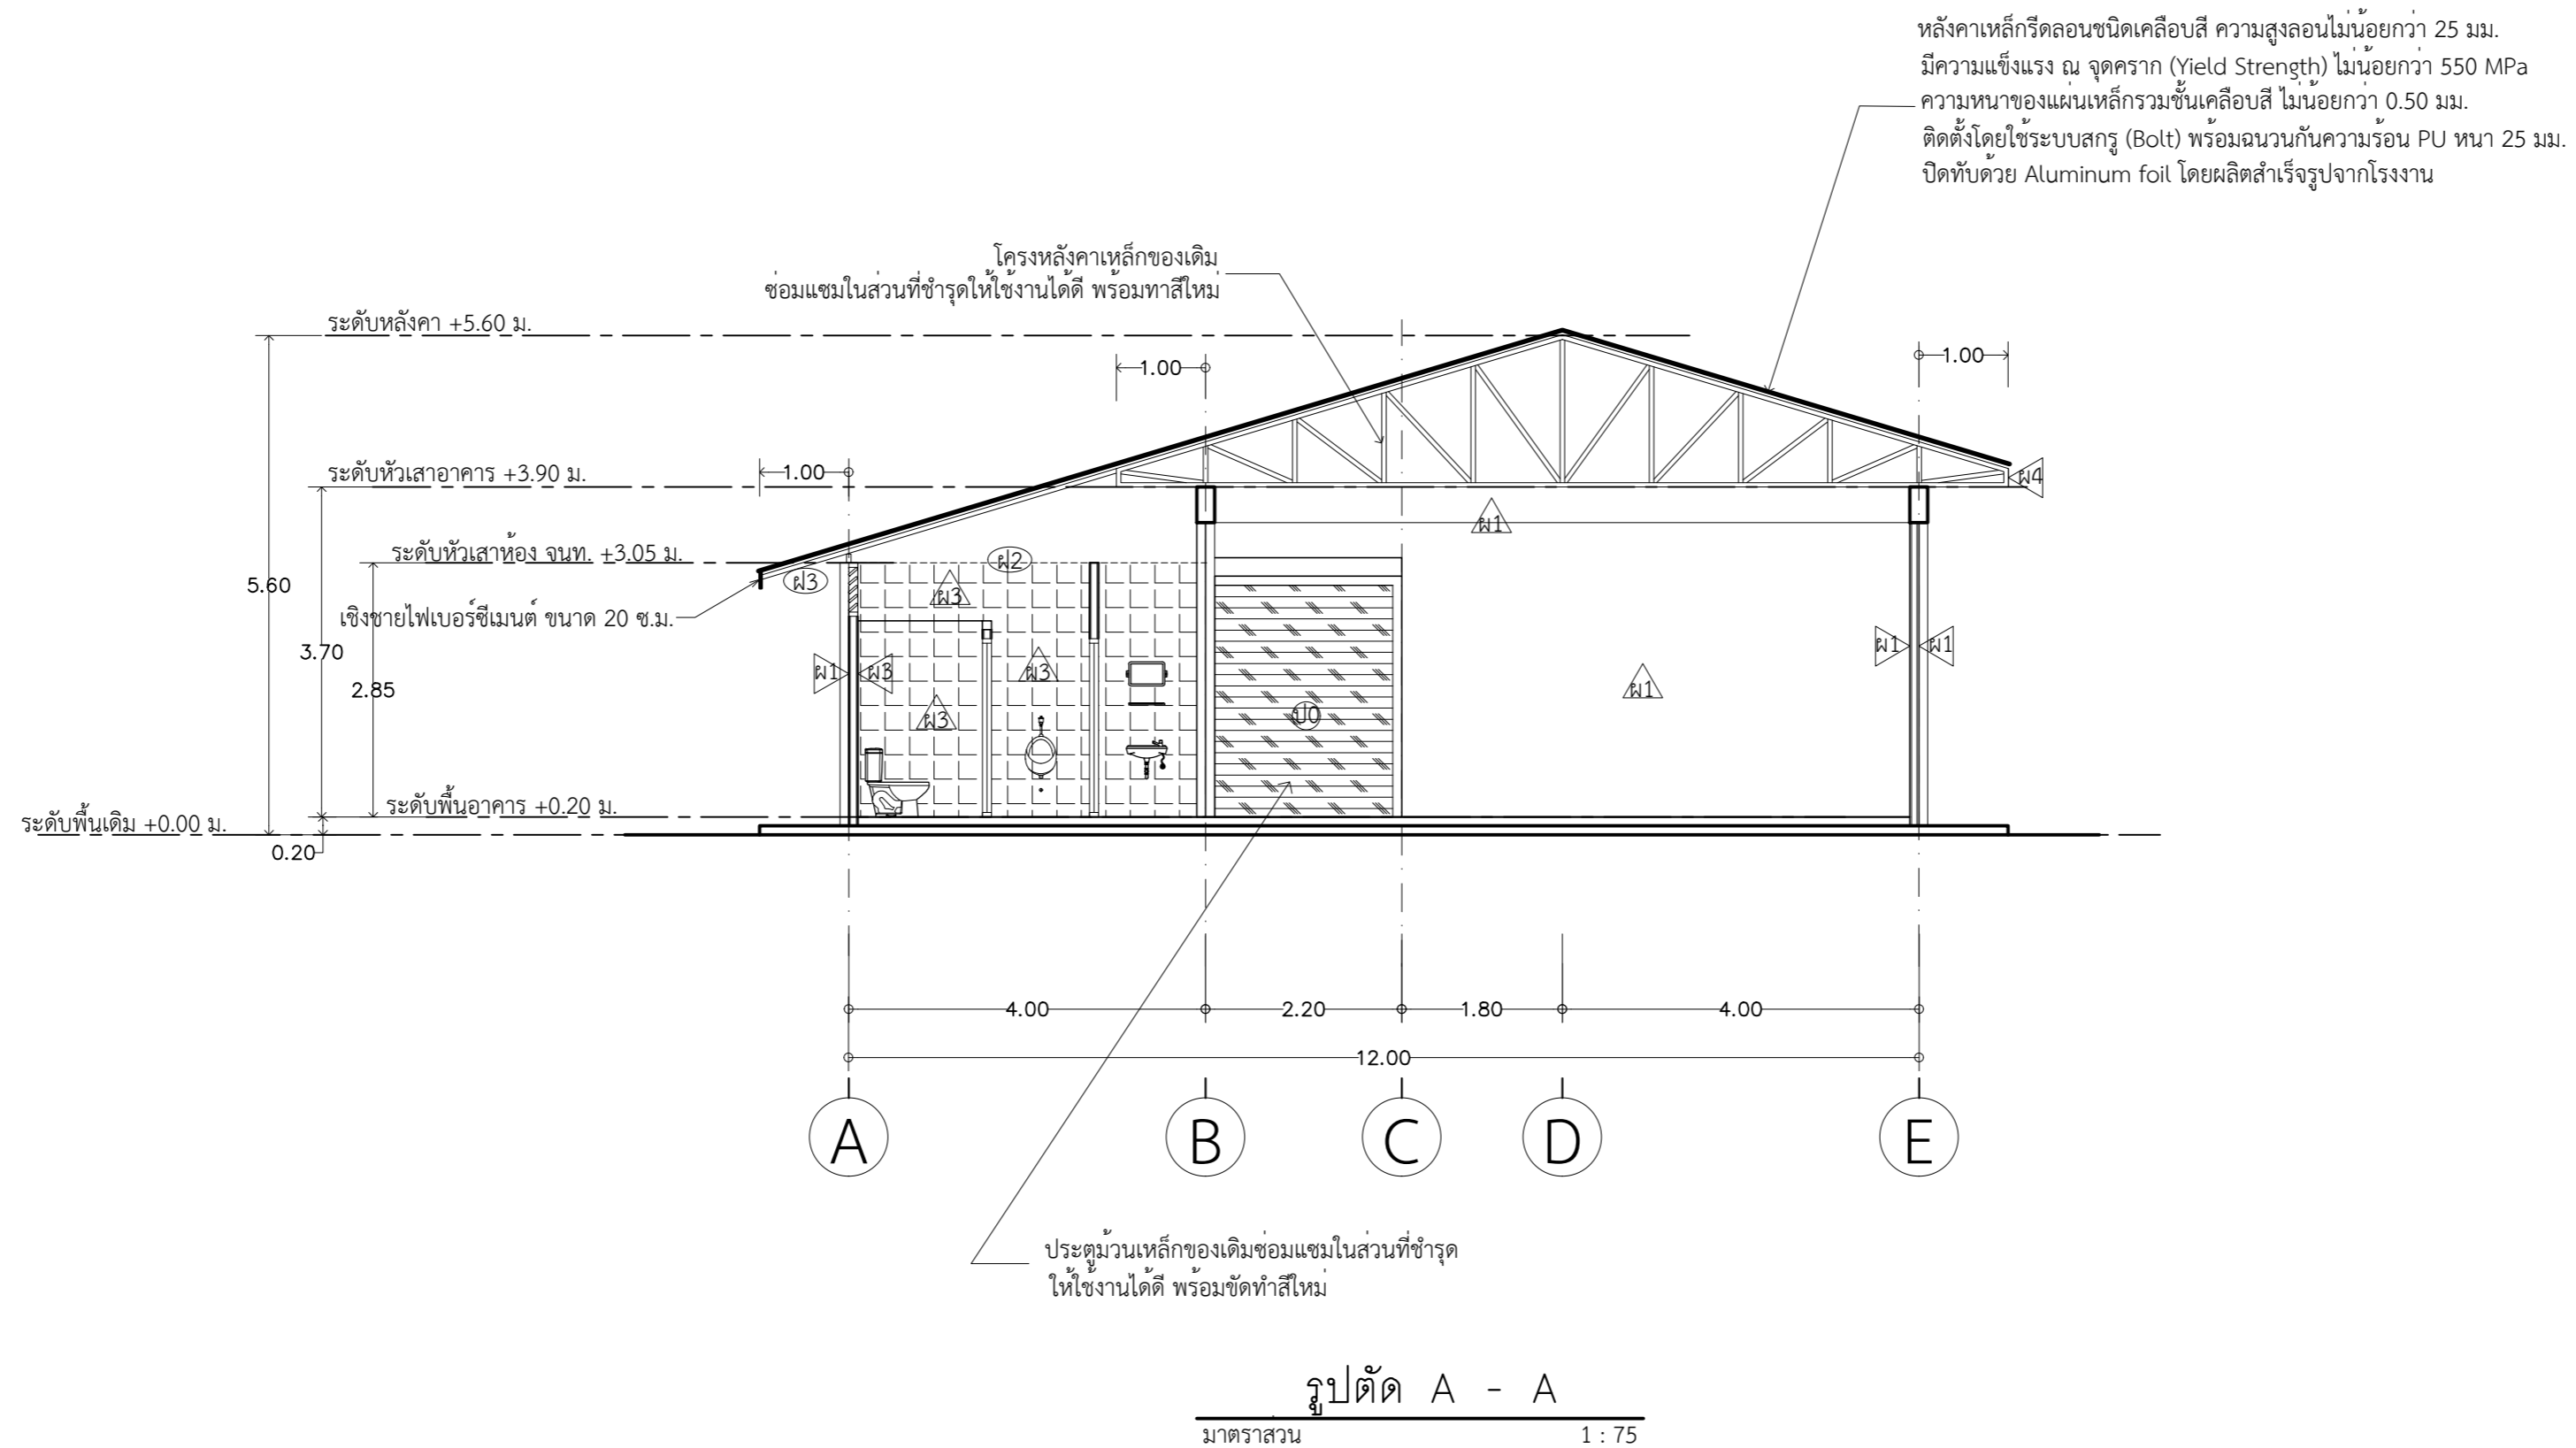 หลังคาเหล็กรีดลอนชนิดเคลือบสี ความสูงลอนไม่น้อยกว่า 25 มม.
มีความแข็งแรง ณ จุดคราก (Yield Strength) ไม่น้อยกว่า 550 MPa
ความหนาของแผ่นเหล็กรวมชั้นเคลือบสี ไม่น้อยกว่า 0.50 มม.
ติดตั้งโดยใช้ระบบสกรู (Bolt) พร้อมฉนวนกันความร้อน PU หนา 25 มม.
ปิดทับด้วย Aluminum foil โดยผลิตสำเร็จรูปจากโรงงาน
โครงหลังคาเหล็กของเดิม
ซ่อมแซมในส่วนที่ชำรุดให้ใช้งานได้ดี พร้อมทาสีใหม่
ระดับหลังคา +5.60 ม.
1.00
1.00
ระดับหัวเสาอาคาร +3.90 ม.
1.00
ผ4
ผ1
ระดับหัวเสาห้อง จนท. +3.05 ม.
ฝ2
5.60
ฝ3
ผ3
เชิงชายไฟเบอร์ซีเมนต์ ขนาด 20 ซ.ม.
3.70
ผ1
ผ3
ผ3
ผ1
ผ1
2.85
ผ1
ผ3
ป0
ระดับพื้นอาคาร +0.20 ม.
ระดับพื้นเดิม +0.00 ม.
0.20
4.00
2.20
1.80
4.00
12.00
A
B
C
D
E
ประตูม้วนเหล็กของเดิมซ่อมแซมในส่วนที่ชำรุด
ให้ใช้งานได้ดี พร้อมขัดทำสีใหม่
รูปตัด A - A
มาตราส่วน 1 : 75